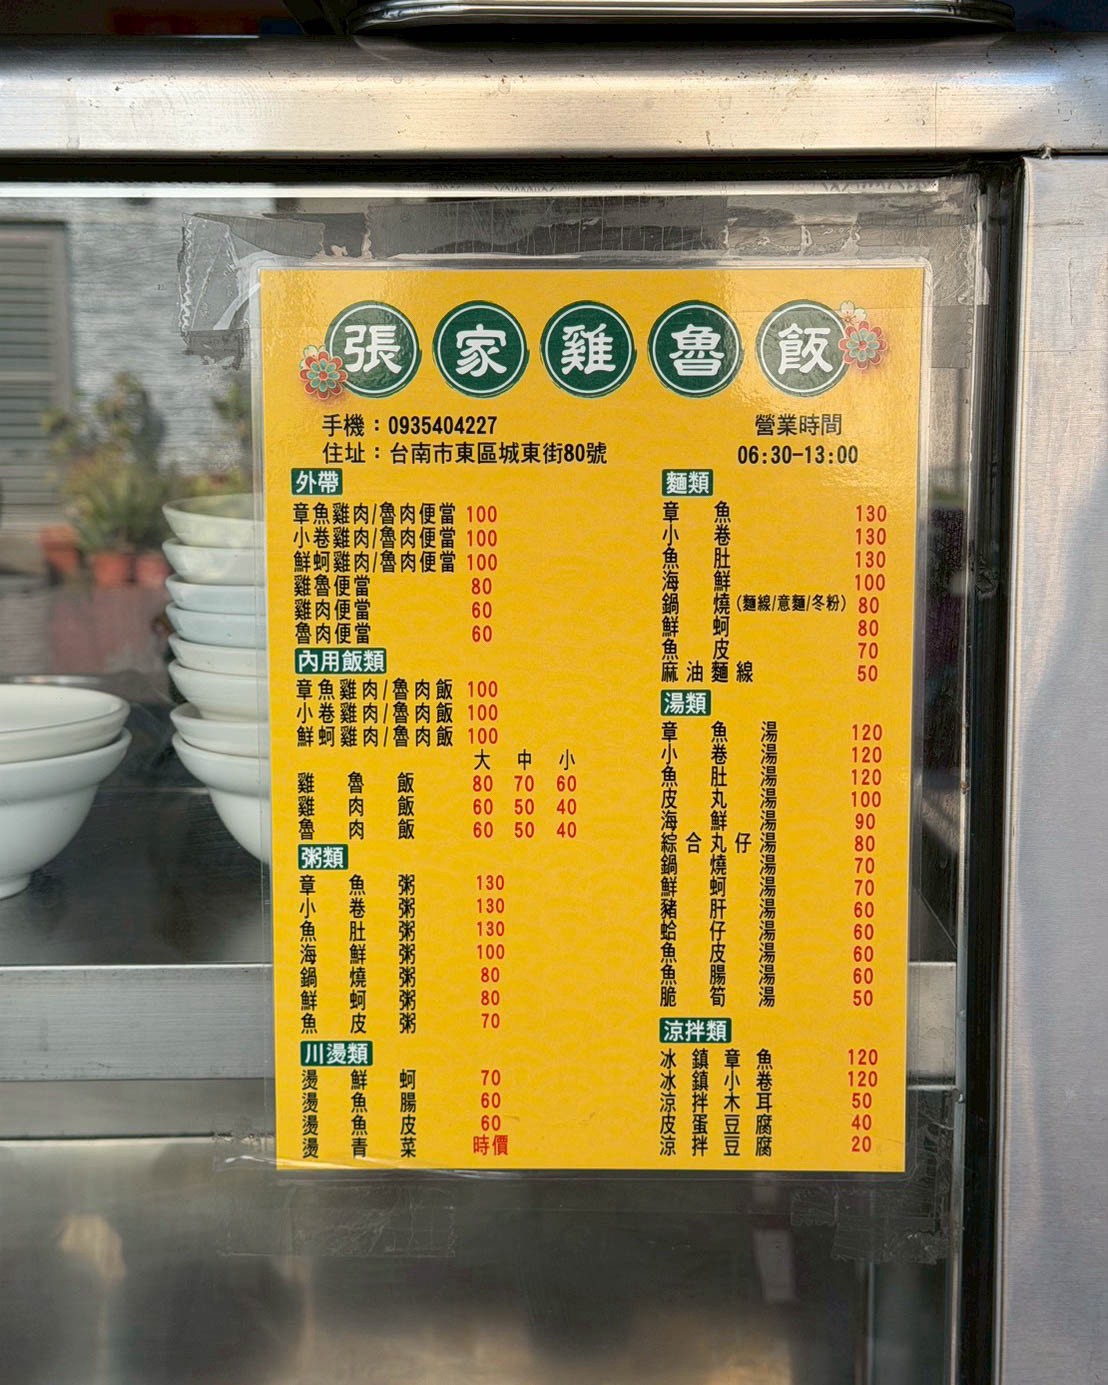 張家雞魯飯
手機：0935404227
住址：台南市東區城東街80號
營業時間
06:30-13:00
外帶
章魚雞肉/魯肉便當 100
小卷雞肉/魯肉便當 100
鮮蚵雞肉/魯肉便當 100
雞魯便當 80
雞肉便當 60
魯肉便當 60
內用飯類
章魚雞肉/魯肉飯 100
小卷雞肉/魯肉飯 100
鮮蚵雞肉/魯肉飯 100
大 中 小
雞魯飯 80 70 60
雞肉飯 60 50 40
魯肉飯 60 50 40
粥類
章魚粥 130
小卷粥 130
魚肚粥 130
海鮮粥 100
鍋燒粥 80
鮮蚵粥 80
魚皮粥 70
川燙類
燙鮮蚵 70
燙魚腸 60
燙魚皮 60
燙青菜 時價
麵類
章魚 130
小卷 130
魚肚 130
海鮮 100
鍋燒(麵線/意麵/冬粉) 80
鮮蚵 80
魚皮 70
麻油麵線 50
湯類
章魚湯 120
小卷湯 120
魚肚湯 120
皮丸湯 100
海鮮湯 90
綜合丸仔湯 80
鍋燒湯 70
鮮蚵湯 70
豬肝湯 60
蛤仔湯 60
魚皮湯 60
魚腸湯 60
脆筍湯 50
涼拌類
冰鎮章魚 120
冰鎮小卷 120
涼拌木耳 50
皮蛋豆腐 40
涼拌豆腐 20